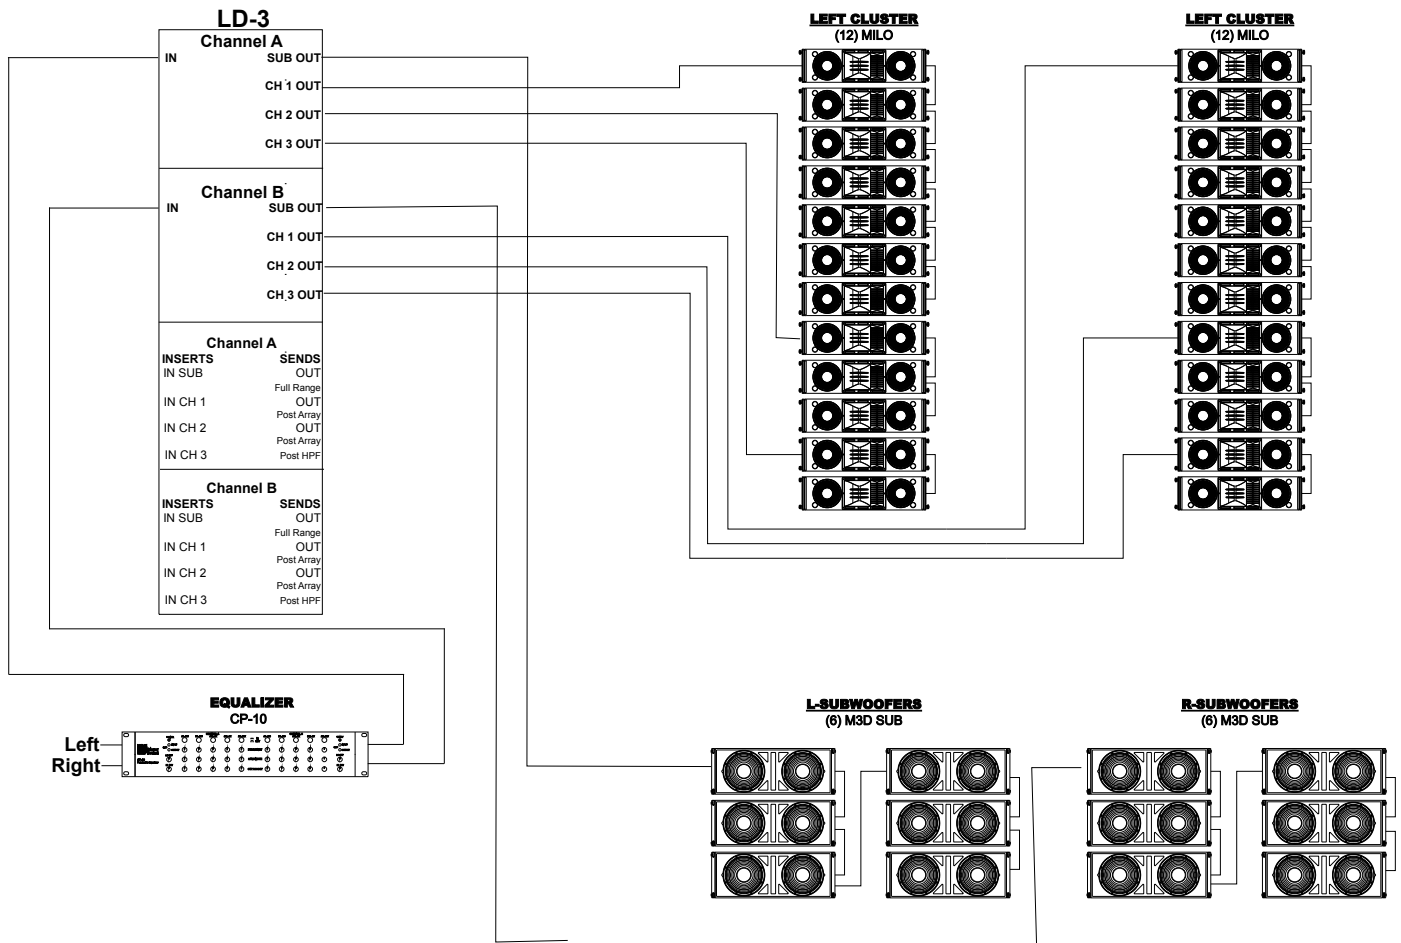 LD-3
Channel A
IN
SUB OUT
CH 1 OUT
CH 2 OUT
CH 3 OUT
Channel B
IN
SUB OUT
CH 1 OUT
CH 2 OUT
CH 3 OUT
Channel A
INSERTS SENDS
IN SUB OUT
Full Range
IN CH 1 OUT
Post Array
IN CH 2 OUT
Post Array
IN CH 3 Post HPF
Channel B
INSERTS SENDS
IN SUB OUT
Full Range
IN CH 1 OUT
Post Array
IN CH 2 OUT
Post Array
IN CH 3 Post HPF
EQUALIZER
CP-10
Left
Right
LEFT CLUSTER
(12) MILO
LEFT CLUSTER
(12) MILO
L-SUBWOOFERS
(6) M3D SUB
R-SUBWOOFERS
(6) M3D SUB